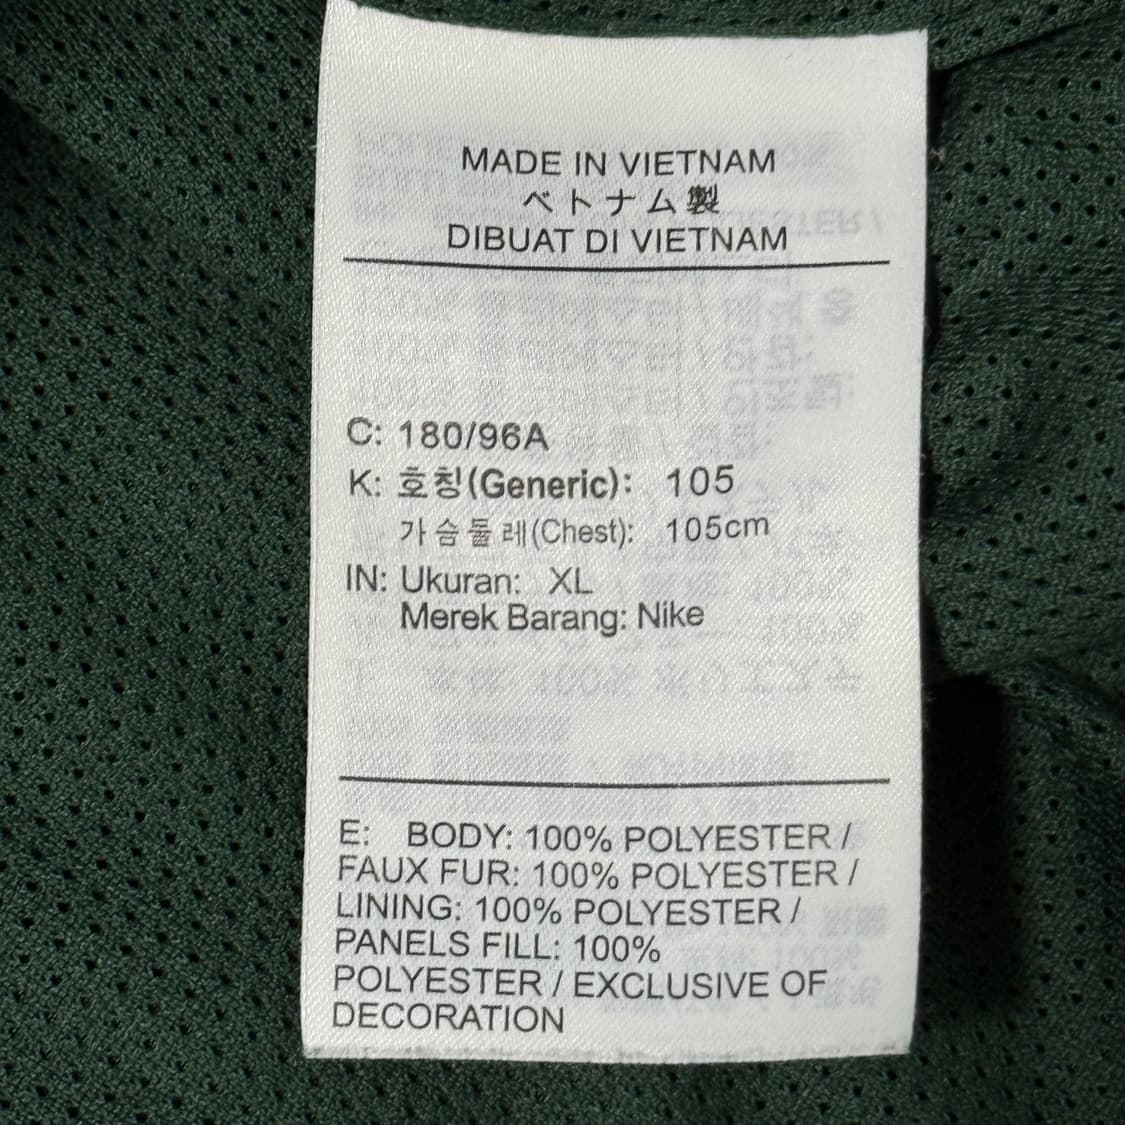 MADE IN VIETNAM
ベトナム製
DIBUAT DI VIETNAM
C: 180/96A
K: 호칭(Generic): 105
가슴둘레(Chest): 105cm
IN: Ukuran: XL
Merek Barang: Nike
E: BODY: 100% POLYESTER /
FAUX FUR: 100% POLYESTER /
LINING: 100% POLYESTER /
PANELS FILL: 100%
POLYESTER / EXCLUSIVE OF
DECORATION